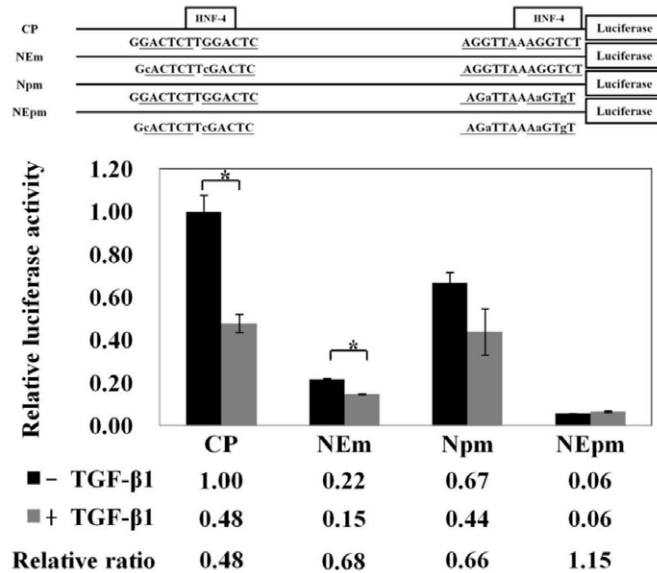 HNF-4 HNF-4
CP Luciferase
GGACTCTTGGACTC AGGTTAAAGGTCT
NEm Luciferase
GcACTCTTcGACTC AGGTTAAAGGTCT
Npm Luciferase
GGACTCTTGGACTC AGaTTAAAaGTgT
NEpm Luciferase
GcACTCTTcGACTC AGaTTAAAaGTgT
Relative luciferase activity
1.20
1.00
0.80
0.60
0.40
0.20
0.00
* *
CP NEm Npm NEpm
- TGF-β1 1.00 0.22 0.67 0.06
+ TGF-β1 0.48 0.15 0.44 0.06
Relative ratio 0.48 0.68 0.66 1.15